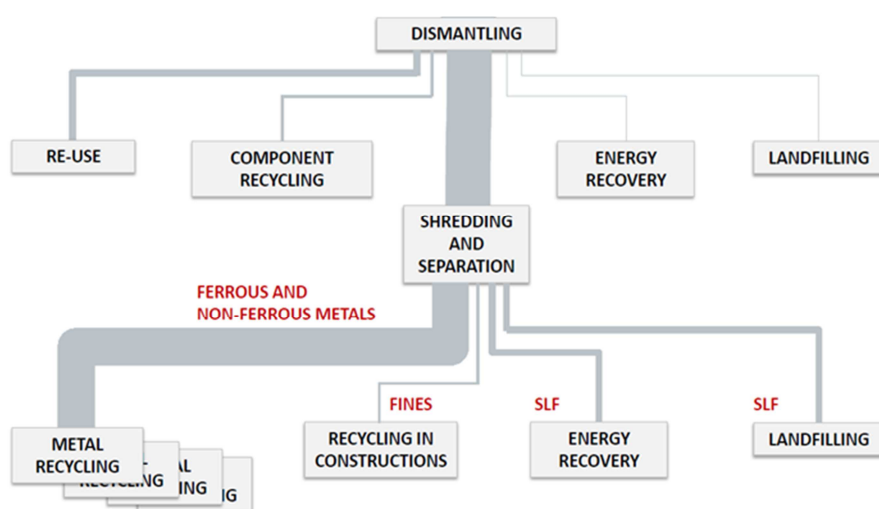 DISMANTLING
RE-USE
COMPONENT
RECYCLING
ENERGY
RECOVERY
LANDFILLING
SHREDDING
AND
SEPARATION
FERROUS AND
NON-FERROUS METALS
FINES
SLF
SLF
METAL
RECYCLING
RECYCLING IN
CONSTRUCTIONS
ENERGY
RECOVERY
LANDFILLING